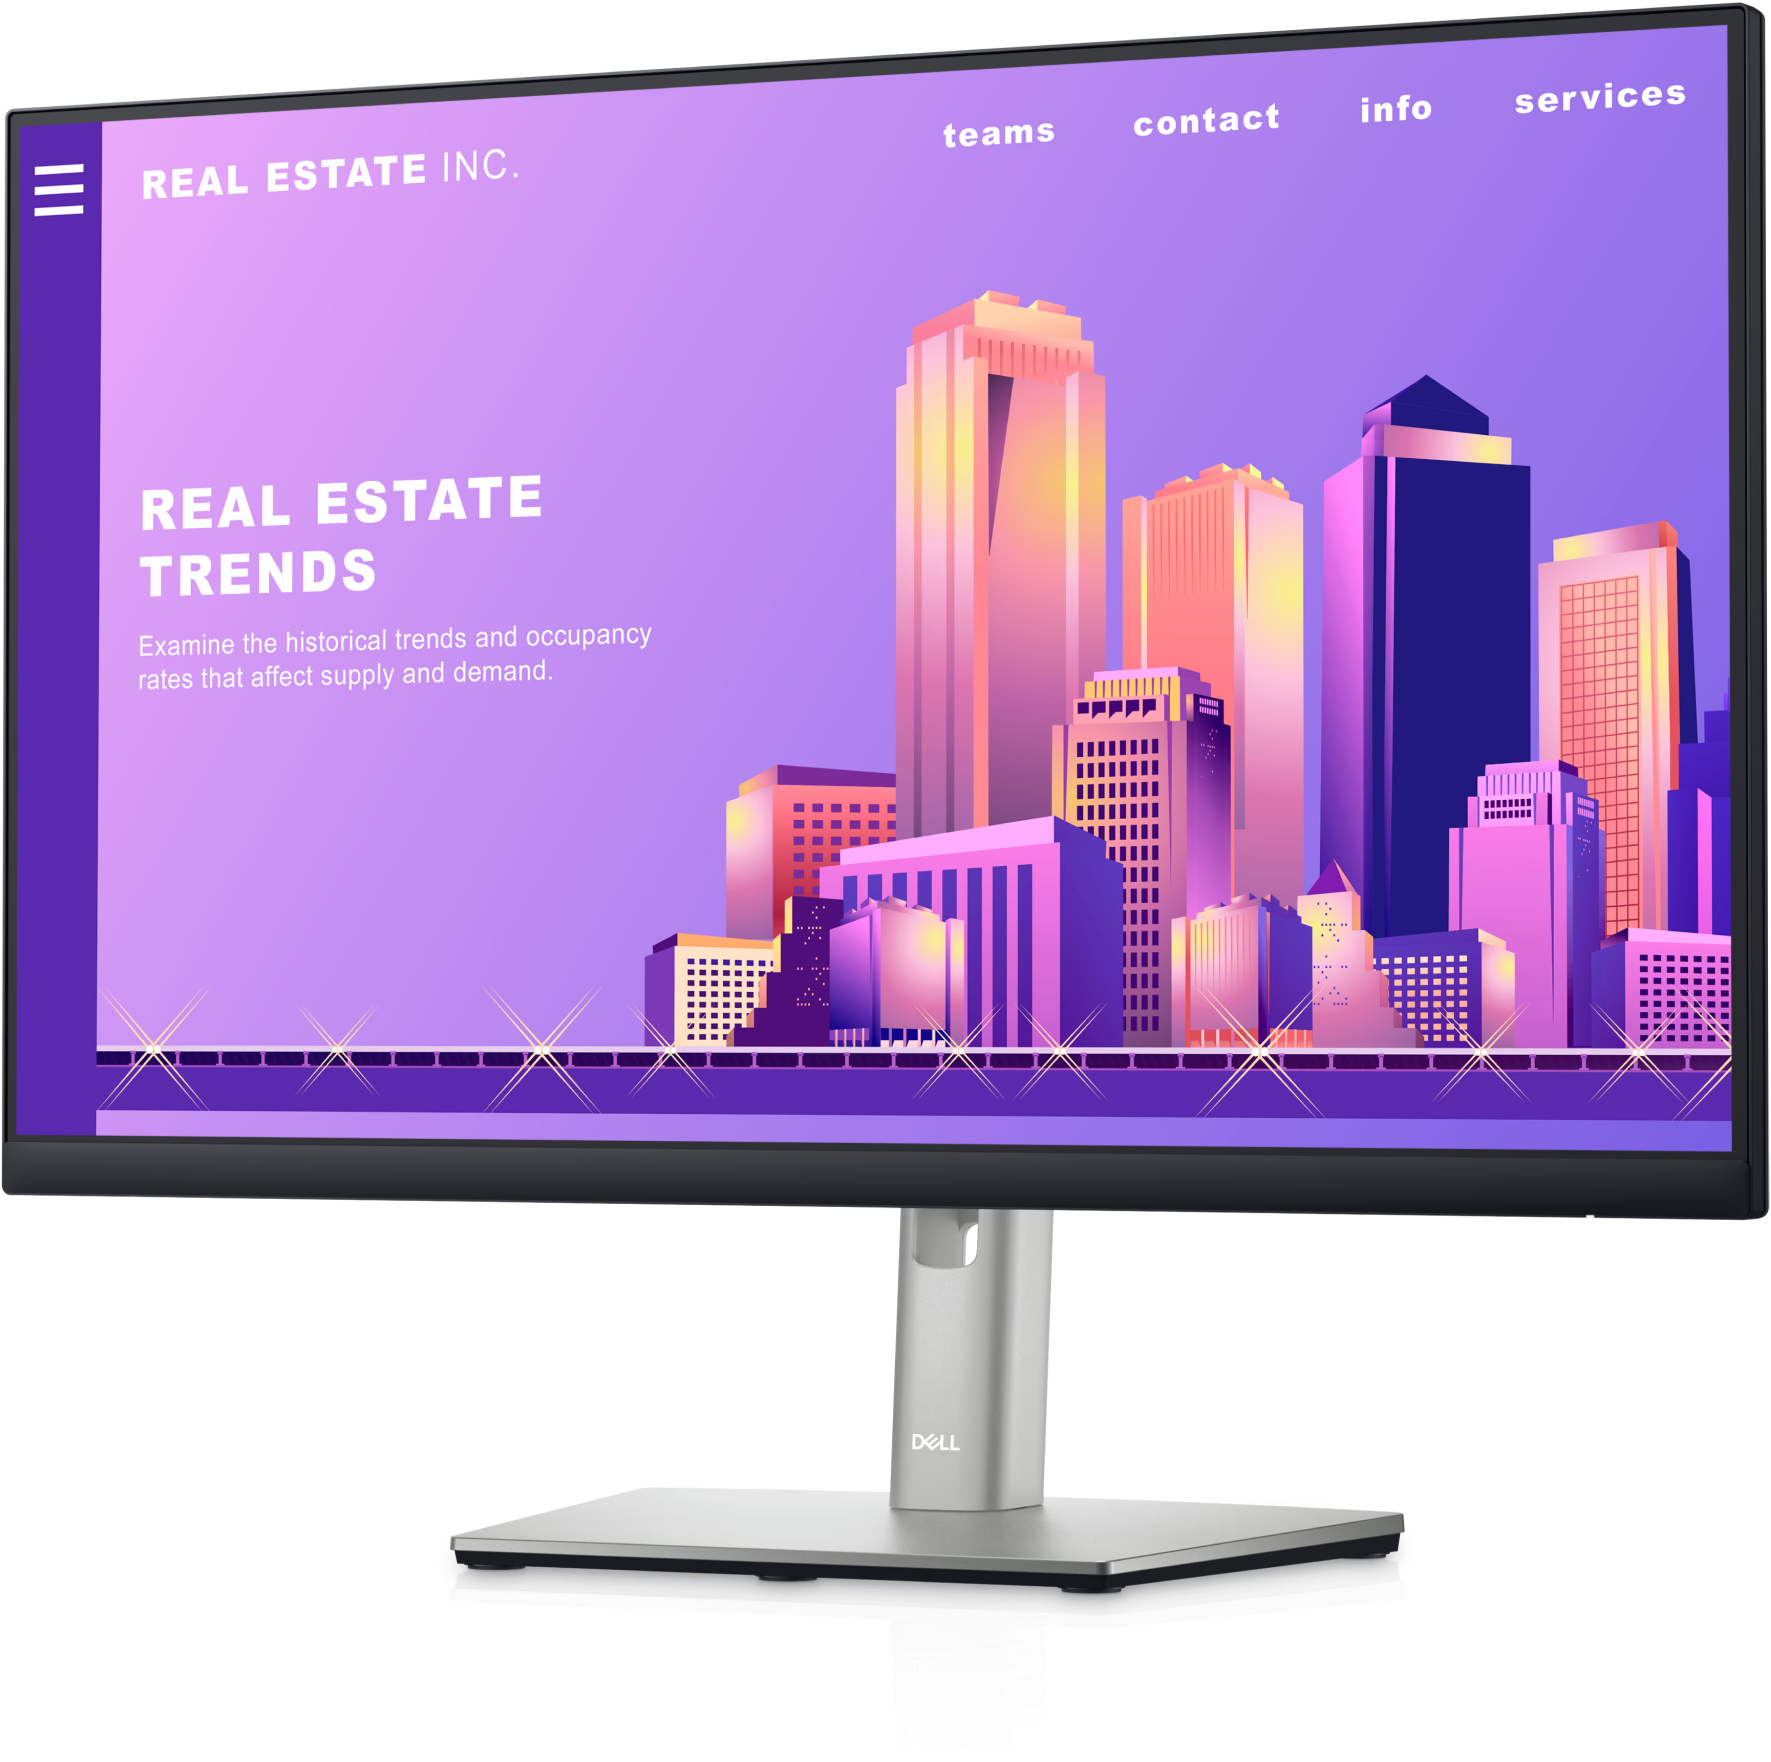 REAL ESTATE INC.
teams contact info services
REAL ESTATE
TRENDS
Examine the historical trends and occupancy
rates that affect supply and demand.
DELL